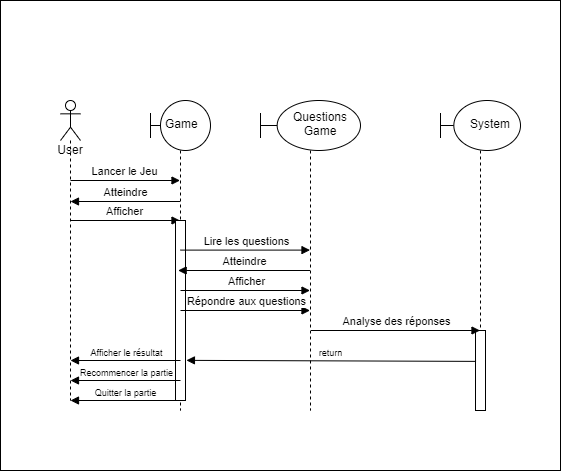 Game
Questions
Game
System
User
Lancer le Jeu
Atteindre
Afficher
Lire les questions
Atteindre
Afficher
Répondre aux questions
Analyse des réponses
Afficher le résultat
return
Recommencer la partie
Quitter la partie